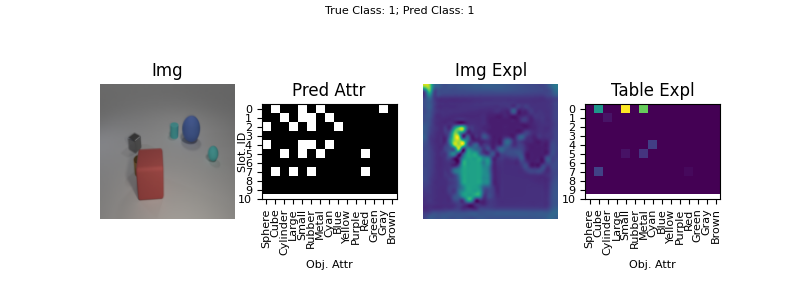 True Class: 1; Pred Class: 1
Img
Pred Attr
Img Expl
Table Expl
Slot. ID
0
1
2
3
4
5
6
7
8
9
10
0
1
2
3
4
5
6
7
8
9
10
Sphere
Cube
Cylinder
Large
Small
Rubber
Metal
Cyan
Blue
Yellow
Purple
Red
Green
Gray
Brown
Sphere
Cube
Cylinder
Large
Small
Rubber
Metal
Cyan
Blue
Yellow
Purple
Red
Green
Gray
Brown
Obj. Attr
Obj. Attr